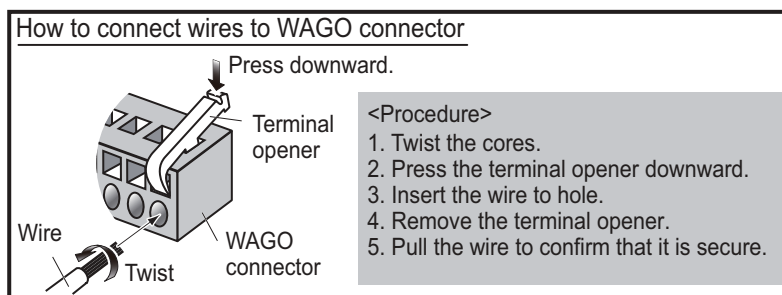 How to connect wires to WAGO connector
Press downward.
Terminal
opener
Wire
Twist
WAGO
connector
<Procedure>
1. Twist the cores.
2. Press the terminal opener downward.
3. Insert the wire to hole.
4. Remove the terminal opener.
5. Pull the wire to confirm that it is secure.